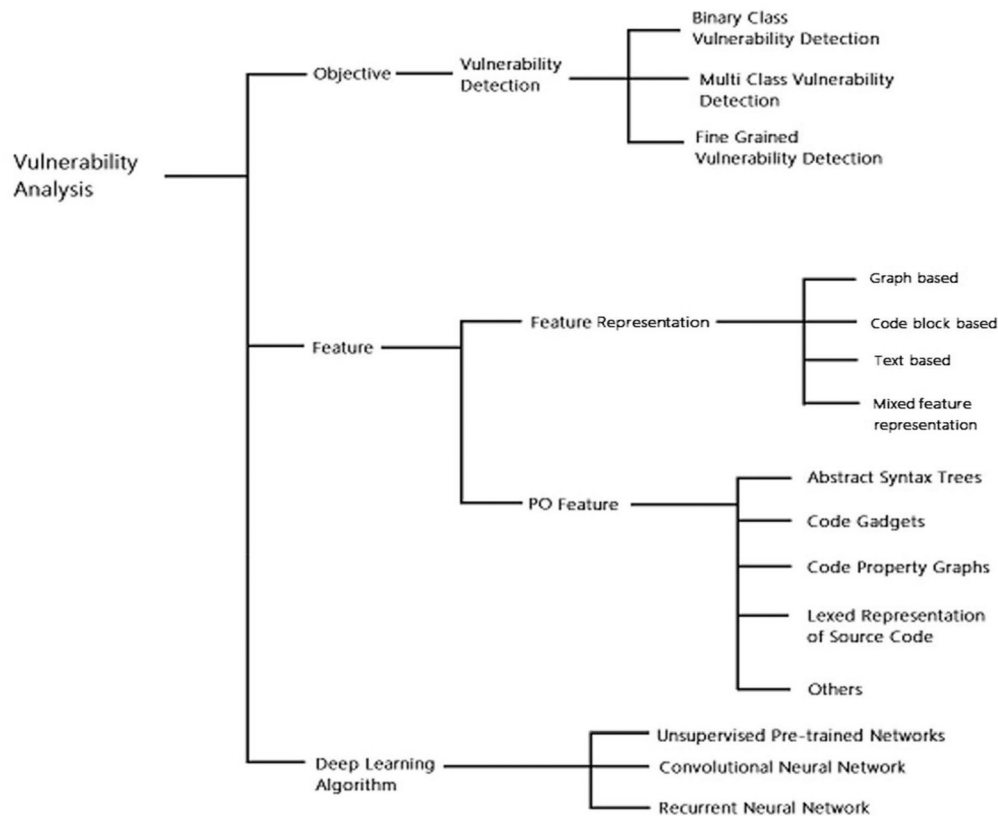 Binary Class
Vulnerability Detection
Objective
Vulnerability
Detection
Multi Class Vulnerability
Detection
Fine Grained
Vulnerability Detection
Vulnerability
Analysis
Graph based
Feature Representation
Code block based
Feature
Text based
Mixed feature
representation
Abstract Syntax Trees
PO Feature
Code Gadgets
Code Property Graphs
Lexed Representation
of Source Code
Others
Unsupervised Pre-trained Networks
Deep Learning
Algorithm
Convolutional Neural Network
Recurrent Neural Network